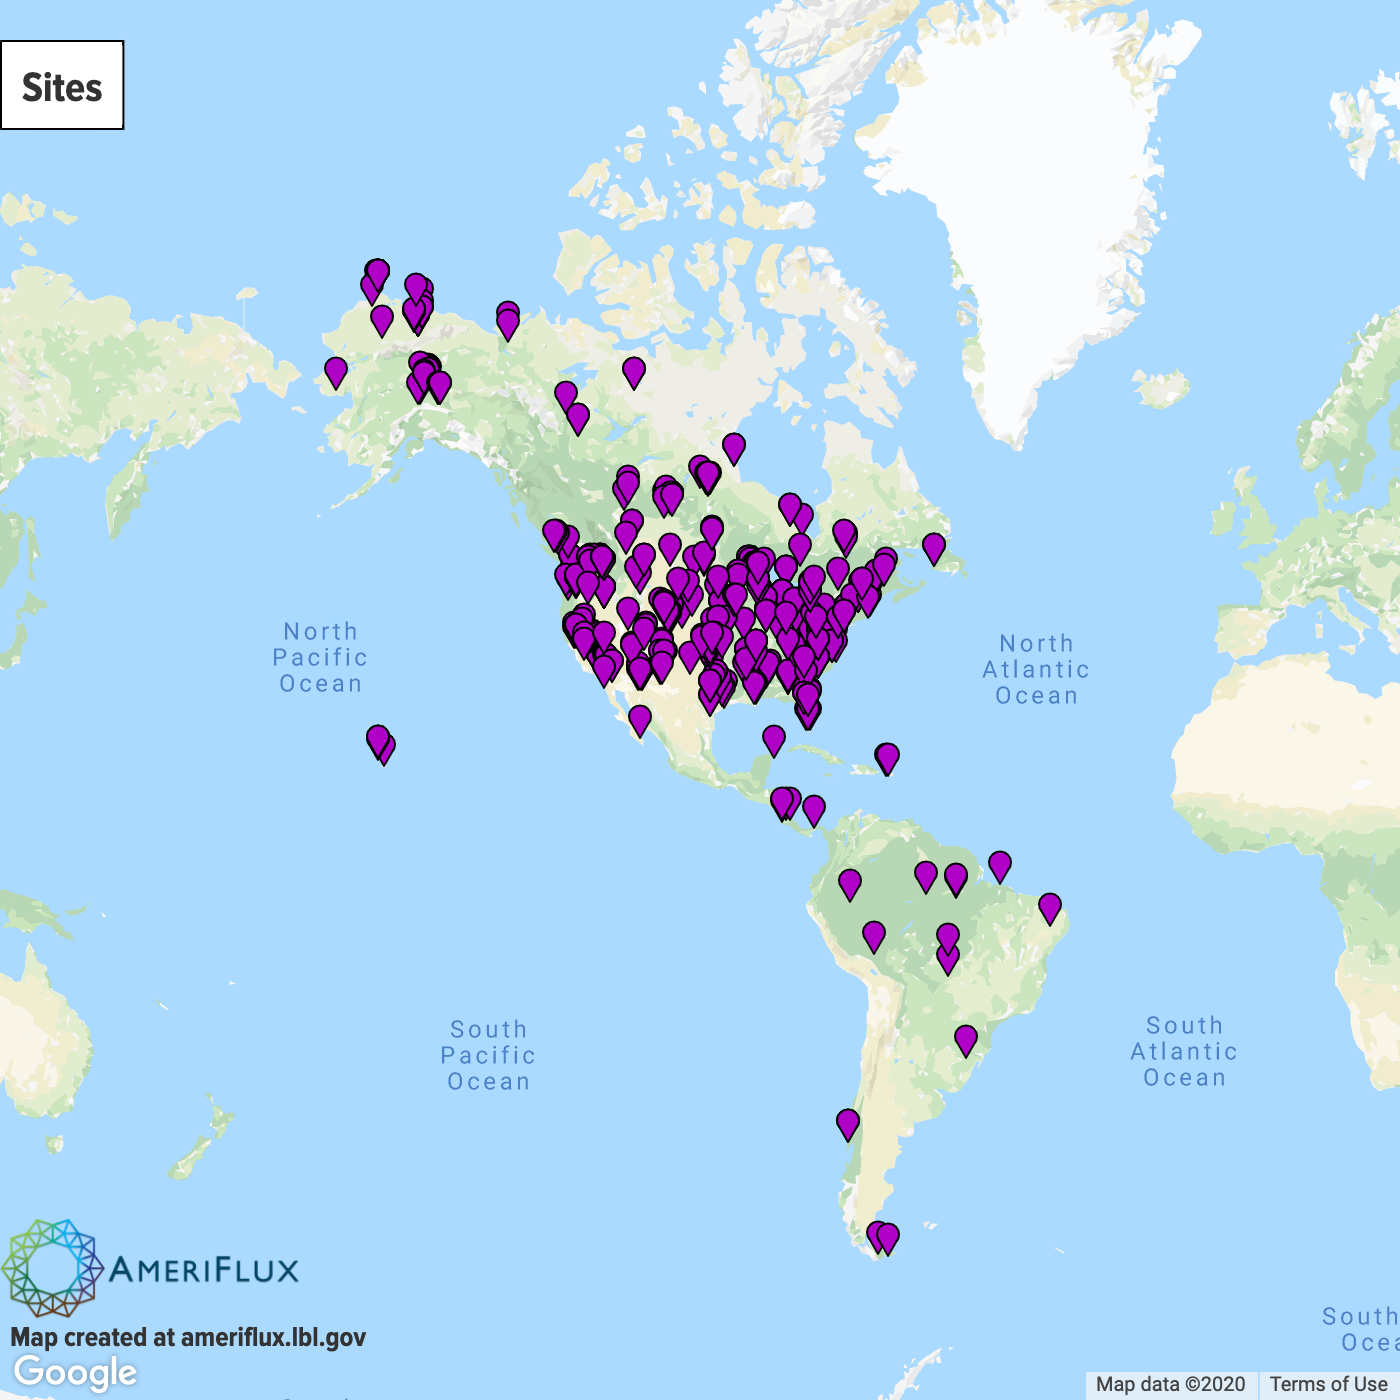 Sites
North
Pacific
Ocean
North
Atlantic
Ocean
South
Pacific
Ocean
South
Atlantic
Ocean
AMERIFLUX
Map created at ameriflux.lbl.gov
Google
South
Map data ©2020
Terms of Use